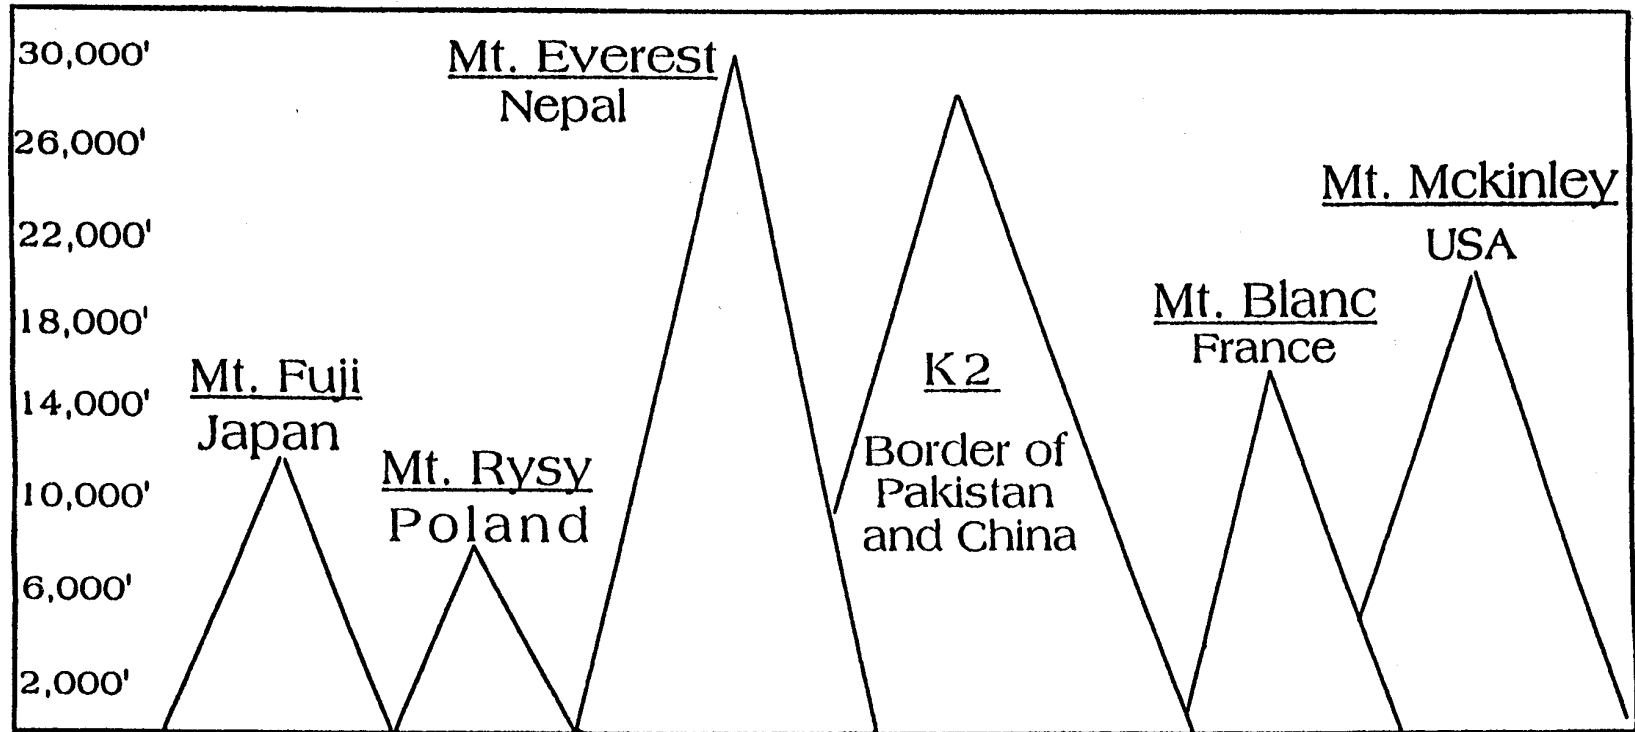 30,000'
26,000'
22,000'
18,000'
14,000'
10,000'
6,000'
2,000'
Mt. Fuji
Japan
Mt. Rysy
Poland
Mt. Everest
Nepal
K2
Border of
Pakistan
and China
Mt. Blanc
France
Mt. Mckinley
USA